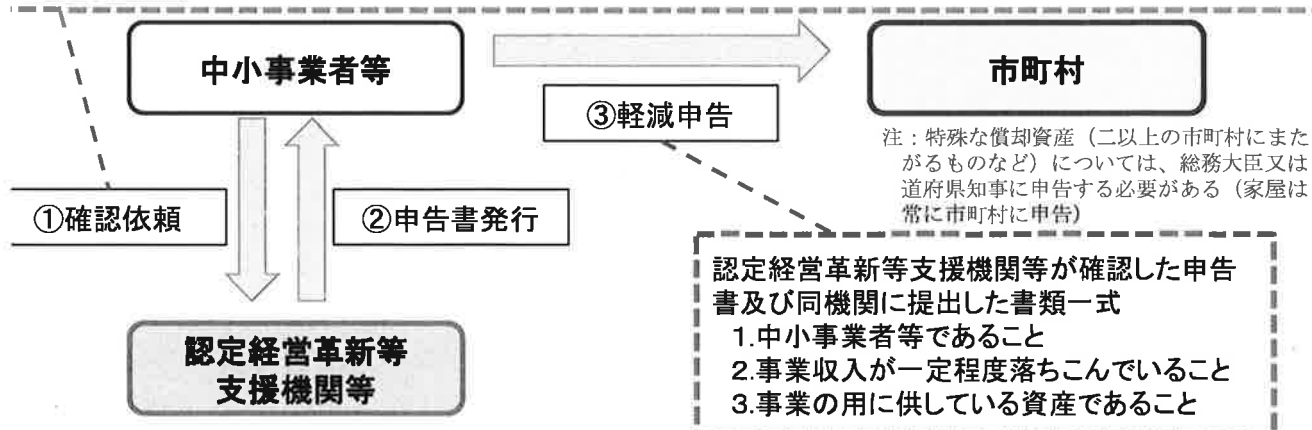 中小事業者等
市町村
③軽減申告
注：特殊な償却資産（二以上の市町村にまた
がるものなど）については、総務大臣又は
道府県知事に申告する必要がある（家屋は
常に市町村に申告）
①確認依頼
②申告書発行
認定経営革新等支援機関等が確認した申告
書及び同機関に提出した書類一式
1.中小事業者等であること
2.事業収入が一定程度落ちこんでいること
3.事業の用に供している資産であること
認定経営革新等
支援機関等